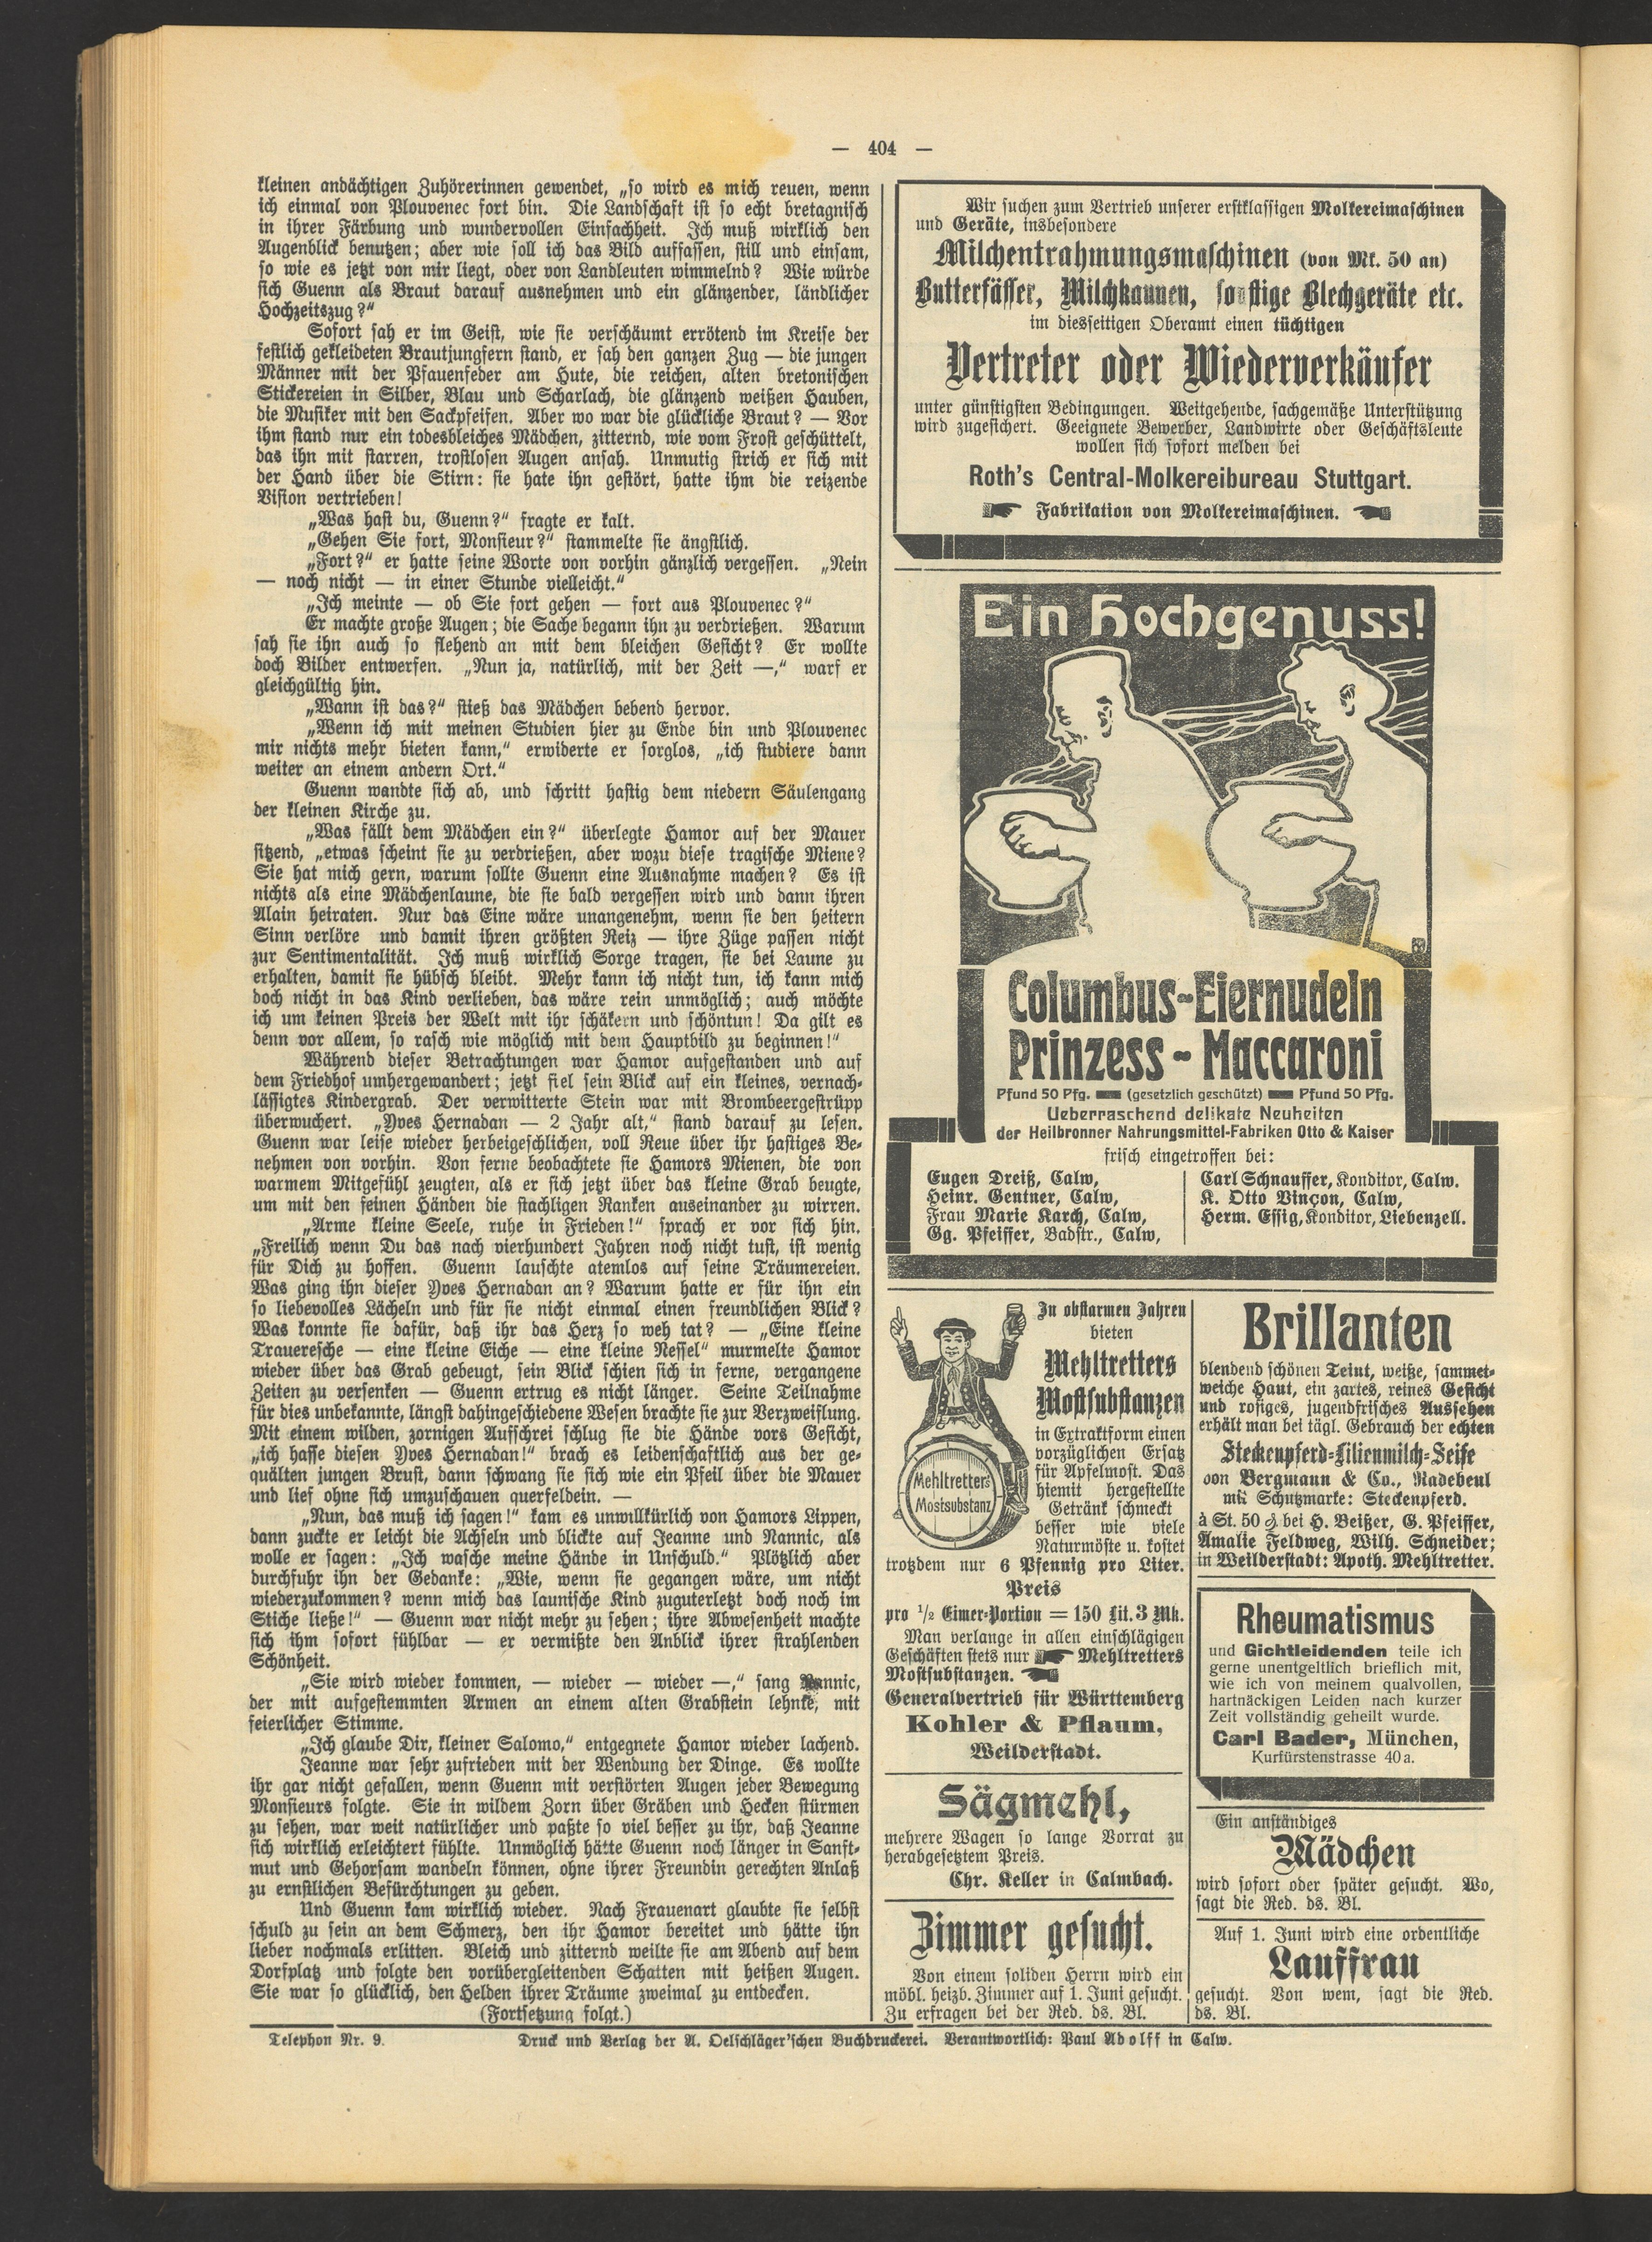 — 404 —
kleinen andächtigen Zuhörerinnen gewendet, „so wird es mich reuen, wenn
ich einmal von Plouvenec fort bin. Die Landschaft ist so echt bretagnisch
in ihrer Färbung und wundervollen Einfachheit. Ich muß wirklich den
Augenblick benutzen; aber wie soll ich das Bild auffassen, still und einsam,
so wie es jetzt von mir liegt, oder von Landleuten wimmelnd? Wie würde
sich Guenn als Braut darauf ausnehmen und ein glänzender, ländlicher
Hochzeitszug?“
Sofort sah er im Geist, wie sie verschäumt errötend im Kreise der
festlich gekleideten Brautjungfern stand, er sah den ganzen Zug — die jungen
Männer mit der Pfauenfeder am Hute, die reichen, alten bretonischen
Stickereien in Silber, Blau und Scharlach, die glänzend weißen Hauben,
die Musiker mit den Sackpfeifen. Aber wo war die glückliche Braut? — Vor
ihm stand nur ein todesbleiches Mädchen, zitternd, wie vom Frost geschüttelt,
das ihn mit starren, trostlosen Augen ansah. Unmutig strich er sich mit
der Hand über die Stirn: sie hate ihn gestört, hatte ihm die reizende
Vision vertrieben!
„Was hast du, Guenn?“ fragte er kalt.
„Gehen Sie fort, Monsieur?“ stammelte sie ängstlich.
„Fort?“ er hatte seine Worte von vorhin gänzlich vergessen. „Nein
— noch nicht — in einer Stunde vielleicht.“
„Ich meinte — ob Sie fort gehen — fort aus Plouvenec?“
Er machte große Augen; die Sache begann ihn zu verdrießen. Warum
sah sie ihn auch so flehend an mit dem bleichen Gesicht? Er wollte
doch Bilder entwerfen. „Nun ja, natürlich, mit der Zeit —,“ warf er
gleichgültig hin.
„Wann ist das?“ stieß das Mädchen bebend hervor.
„Wenn ich mit meinen Studien hier zu Ende bin und Plouvenec
mir nichts mehr bieten kann,“ erwiderte er sorglos, „ich studiere dann
weiter an einem andern Ort.“
Guenn wandte sich ab, und schritt hastig dem niedern Säulengang
der kleinen Kirche zu.
„Was fällt dem Mädchen ein?“ überlegte Hamor auf der Mauer
sitzend, „etwas scheint sie zu verdrießen, aber wozu diese tragische Miene?
Sie hat mich gern, warum sollte Guenn eine Ausnahme machen? Es ist
nichts als eine Mädchenlaune, die sie bald vergessen wird und dann ihren
Alain heiraten. Nur das Eine wäre unangenehm, wenn sie den heitern
Sinn verlöre und damit ihren größten Reiz — ihre Züge passen nicht
zur Sentimentalität. Ich muß wirklich Sorge tragen, sie bei Laune zu
erhalten, damit sie hübsch bleibt. Mehr kann ich nicht tun, ich kann mich
doch nicht in das Kind verlieben, das wäre rein unmöglich; auch möchte
ich um keinen Preis der Welt mit ihr schäkern und schöntun! Da gilt es
denn vor allem, so rasch wie möglich mit dem Hauptbild zu beginnen!“
Während dieser Betrachtungen war Hamor aufgestanden und auf
dem Friedhof umhergewandert; jetzt fiel sein Blick auf ein kleines, vernach-
lässigtes Kindergrab. Der verwitterte Stein war mit Brombeergestrüpp
überwuchert. „Yves Hernadan — 2 Jahr alt,“ stand darauf zu lesen.
Guenn war leise wieder herbeigeschlichen, voll Reue über ihr hastiges Be-
nehmen von vorhin. Von ferne beobachtete sie Hamors Mienen, die von
warmem Mitgefühl zeugten, als er sich jetzt über das kleine Grab beugte,
um mit den feinen Händen die stachligen Ranken auseinander zu wirren.
„Arme kleine Seele, ruhe in Frieden!“ sprach er vor sich hin.
„Freilich wenn Du das nach vierhundert Jahren noch nicht tust, ist wenig
für Dich zu hoffen. Guenn lauschte atemlos auf seine Träumereien.
Was ging ihn dieser Yves Hernadan an? Warum hatte er für ihn ein
so liebevolles Lächeln und für sie nicht einmal einen freundlichen Blick?
Was konnte sie dafür, daß ihr das Herz so weh tat? — „Eine kleine
Traueresche — eine kleine Eiche — eine kleine Nessel“ murmelte Hamor
wieder über das Grab gebeugt, sein Blick schien sich in ferne, vergangene
Zeiten zu versenken — Guenn ertrug es nicht länger. Seine Teilnahme
für dies unbekannte, längst dahingeschiedene Wesen brachte sie zur Verzweiflung.
Mit einem wilden, zornigen Aufschrei schlug sie die Hände vors Gesicht,
„ich hasse diesen Yves Hernadan!“ brach es leidenschaftlich aus der ge-
quälten jungen Brust, dann schwang sie sich wie ein Pfeil über die Mauer
und lief ohne sich umzuschauen querfeldein. —
„Nun, das muß ich sagen!“ kam es unwillkürlich von Hamors Lippen,
dann zuckte er leicht die Achseln und blickte auf Jeanne und Nannic, als
wolle er sagen: „Ich wasche meine Hände in Unschuld.“ Plötzlich aber
durchfuhr ihn der Gedanke: „Wie, wenn sie gegangen wäre, um nicht
wiederzukommen? wenn mich das launische Kind zuguterletzt doch noch im
Stiche ließe!“ — Guenn war nicht mehr zu sehen; ihre Abwesenheit machte
sich ihm sofort fühlbar — er vermißte den Anblick ihrer strahlenden
Schönheit.
„Sie wird wieder kommen, — wieder — wieder —,“ sang Nannic,
der mit aufgestemmten Armen an einem alten Grabstein lehnte, mit
feierlicher Stimme.
„Ich glaube Dir, kleiner Salomo,“ entgegnete Hamor wieder lachend.
Jeanne war sehr zufrieden mit der Wendung der Dinge. Es wollte
ihr gar nicht gefallen, wenn Guenn mit verstörten Augen jeder Bewegung
Monsieurs folgte. Sie in wildem Zorn über Gräben und Hecken stürmen
zu sehen, war weit natürlicher und paßte so viel besser zu ihr, daß Jeanne
sich wirklich erleichtert fühlte. Unmöglich hätte Guenn noch länger in Sanft-
mut und Gehorsam wandeln können, ohne ihrer Freundin gerechten Anlaß
zu ernstlichen Befürchtungen zu geben.
Und Guenn kam wirklich wieder. Nach Frauenart glaubte sie selbst
schuld zu sein an dem Schmerz, den ihr Hamor bereitet und hätte ihn
lieber nochmals erlitten. Bleich und zitternd weilte sie am Abend auf dem
Dorfplatz und folgte den vorübergleitenden Schatten mit heißen Augen.
Sie war so glücklich, den Helden ihrer Träume zweimal zu entdecken.
(Fortsetzung folgt.)
Wir suchen zum Vertrieb unserer erstklassigen Molkereimaschinen
und Geräte, insbesondere
Milchentrahmungsmaschinen (von Mk. 50 an)
Butterfässer, Milchkannen, sonstige Blechgeräte etc.
im diesseitigen Oberamt einen tüchtigen
Vertreter oder Wiederverkäufer
unter günstigsten Bedingungen. Weitgehende, sachgemäße Unterstützung
wird zugesichert. Geeignete Bewerber, Landwirte oder Geschäftsleute
wollen sich sofort melden bei
Roth's Central-Molkereibureau Stuttgart.
Fabrikation von Molkereimaschinen.
Ein Hochgenuss!
Columbus-Eiernudeln
Prinzess-Maccaroni
Pfund 50 Pfg. (gesetzlich geschützt) Pfund 50 Pfg.
Ueberraschend delikate Neuheiten
der Heilbronner Nahrungsmittel-Fabriken Otto & Kaiser
frisch eingetroffen bei:
Eugen Dreiß, Calw,
Heinr. Gentner, Calw,
Frau Marie Karch, Calw,
Gg. Pfeiffer, Badstr., Calw,
Carl Schnauffer, Konditor, Calw.
K. Otto Vinçon, Calw,
Herm. Essig, Konditor, Liebenzell.
In obstarmen Jahren
bieten
Mehltretters
Mostsubstanzen
in Extraktform einen
vorzüglichen Ersatz
für Apfelmost. Das
hiemit hergestellte
Getränk schmeckt
besser wie viele
Naturmöste u. kostet
Mehltretter's
Mostsubstanz
trotzdem nur 6 Pfennig pro Liter.
Preis
pro 1/2 Eimer-Portion = 150 Lit. 3 Mk.
Man verlange in allen einschlägigen
Geschäften stets nur Mehltretters
Mostsubstanzen.
Generalvertrieb für Württemberg
Kohler & Pflaum,
Weilderstadt.
Sägmehl,
mehrere Wagen so lange Vorrat zu
herabgesetztem Preis.
Chr. Keller in Calmbach.
Zimmer gesucht.
Von einem soliden Herrn wird ein
möbl. heizb. Zimmer auf 1. Juni gesucht.
Zu erfragen bei der Red. ds. Bl.
Brillanten
blendend schönen Teint, weiße, sammet-
weiche Haut, ein zartes, reines Gesicht
und rosiges, jugendfrisches Aussehen
erhält man bei tägl. Gebrauch der echten
Steckenpferd-Lilienmilch-Seife
von Bergmann & Co., Radebeul
mit Schutzmarke: Steckenpferd.
à St. 50 ₰ bei H. Beißer, G. Pfeiffer,
Amalie Feldweg, Wilh. Schneider;
in Weilderstadt: Apoth. Mehltretter.
Rheumatismus
und Gichtleidenden teile ich
gerne unentgeltlich brieflich mit,
wie ich von meinem qualvollen,
hartnäckigen Leiden nach kurzer
Zeit vollständig geheilt wurde.
Carl Bader, München,
Kurfürstenstrasse 40a.
Ein anständiges
Mädchen
wird sofort oder später gesucht. Wo,
sagt die Red. ds. Bl.
Auf 1. Juni wird eine ordentliche
Lauffrau
gesucht. Von wem, sagt die Red.
ds. Bl.
Telephon Nr. 9. Druck und Verlag der A. Oelschläger'schen Buchdruckerei. Verantwortlich: Paul Adolff in Calw.